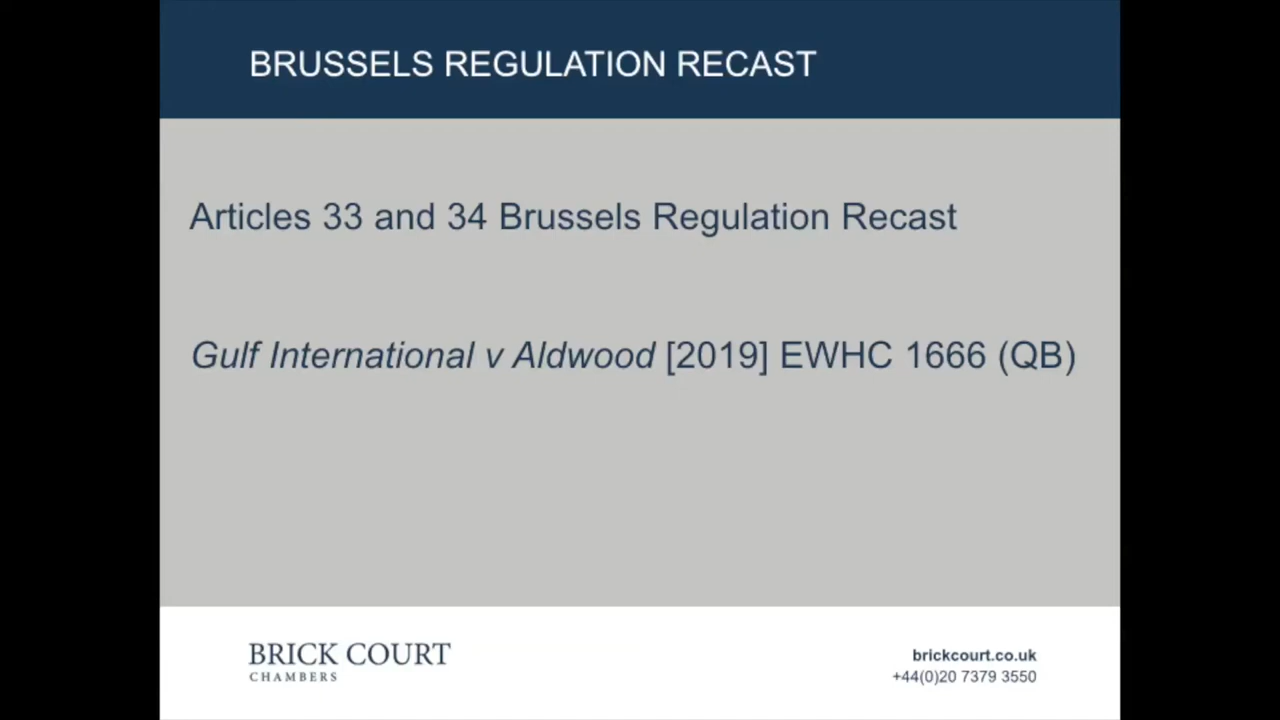 BRUSSELS REGULATION RECAST
Articles 33 and 34 Brussels Regulation Recast
Gulf International v Aldwood [2019] EWHC 1666 (QB)
BRICK COURT
CHAMBERS
brickcourt.co.uk
+44(0)20 7379 3550